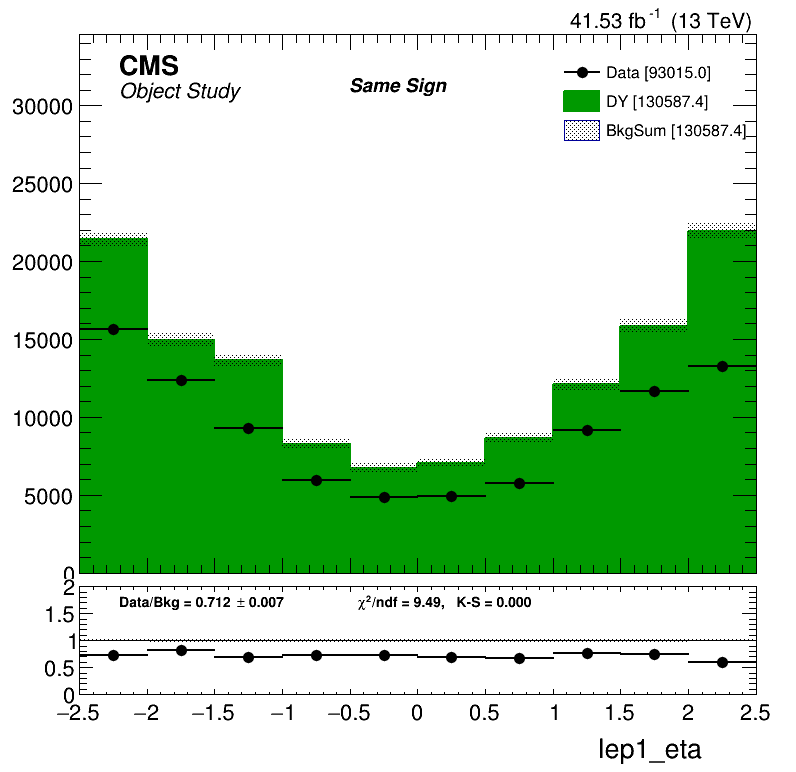 41.53 fb⁻¹ (13 TeV)
CMS
Object Study
Same Sign
Data [93015.0]
DY [130587.4]
BkgSum [130587.4]
30000
25000
20000
15000
10000
5000
0
Data/Bkg = 0.712 ± 0.007
χ²/ndf = 9.49, K-S = 0.000
2
1.5
1
0.5
0
−2.5 −2 −1.5 −1 −0.5 0 0.5 1 1.5 2 2.5
lep1_eta